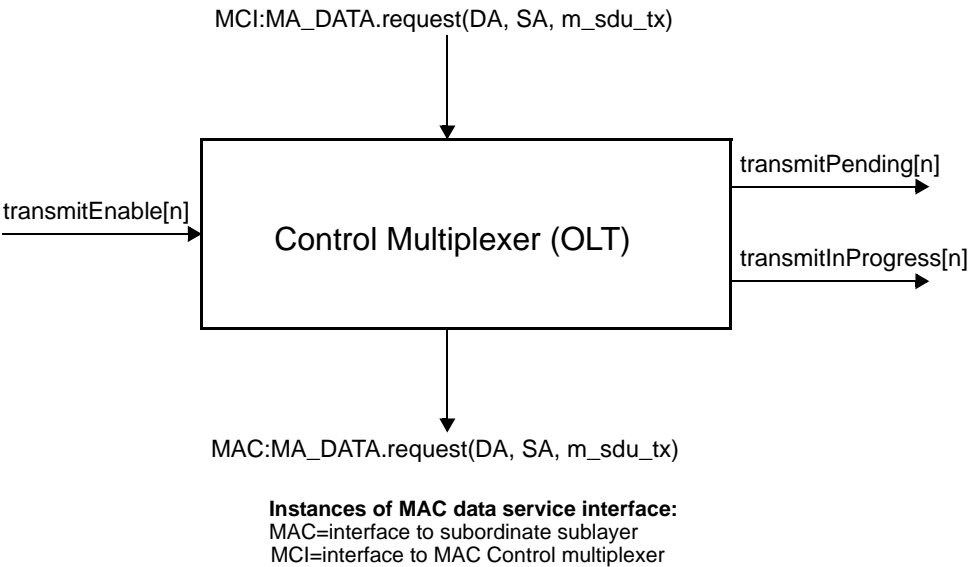 MCI:MA_DATA.request(DA, SA, m_sdu_tx)
transmitPending[n]
transmitEnable[n]
Control Multiplexer (OLT)
transmitInProgress[n]
MAC:MA_DATA.request(DA, SA, m_sdu_tx)
Instances of MAC data service interface:
MAC=interface to subordinate sublayer
MCI=interface to MAC Control multiplexer